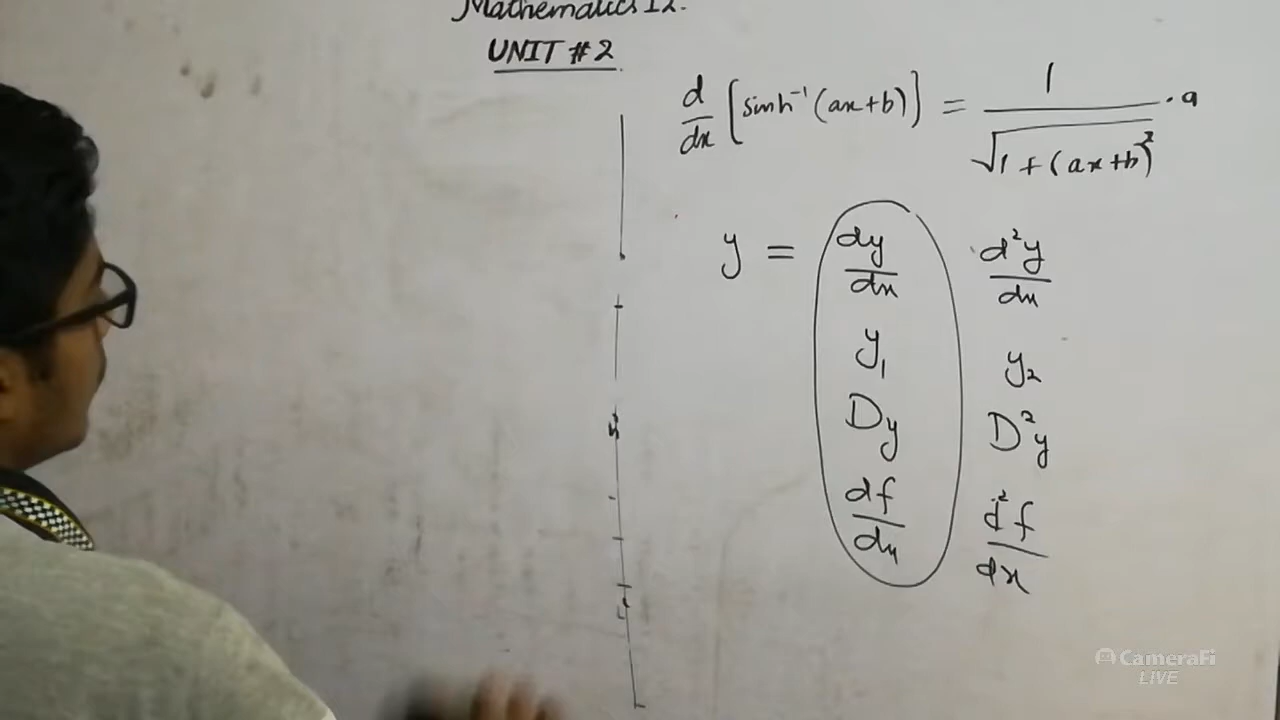 Mathematics 12.
UNIT # 2
d/dx [sinh⁻¹(ax+b)] = 1/√1+(ax+b)² · a
y = dy/dx d²y/dx
y₁ y₂
Dy D²y
df/dx d²f/dx
CameraFi
LIVE